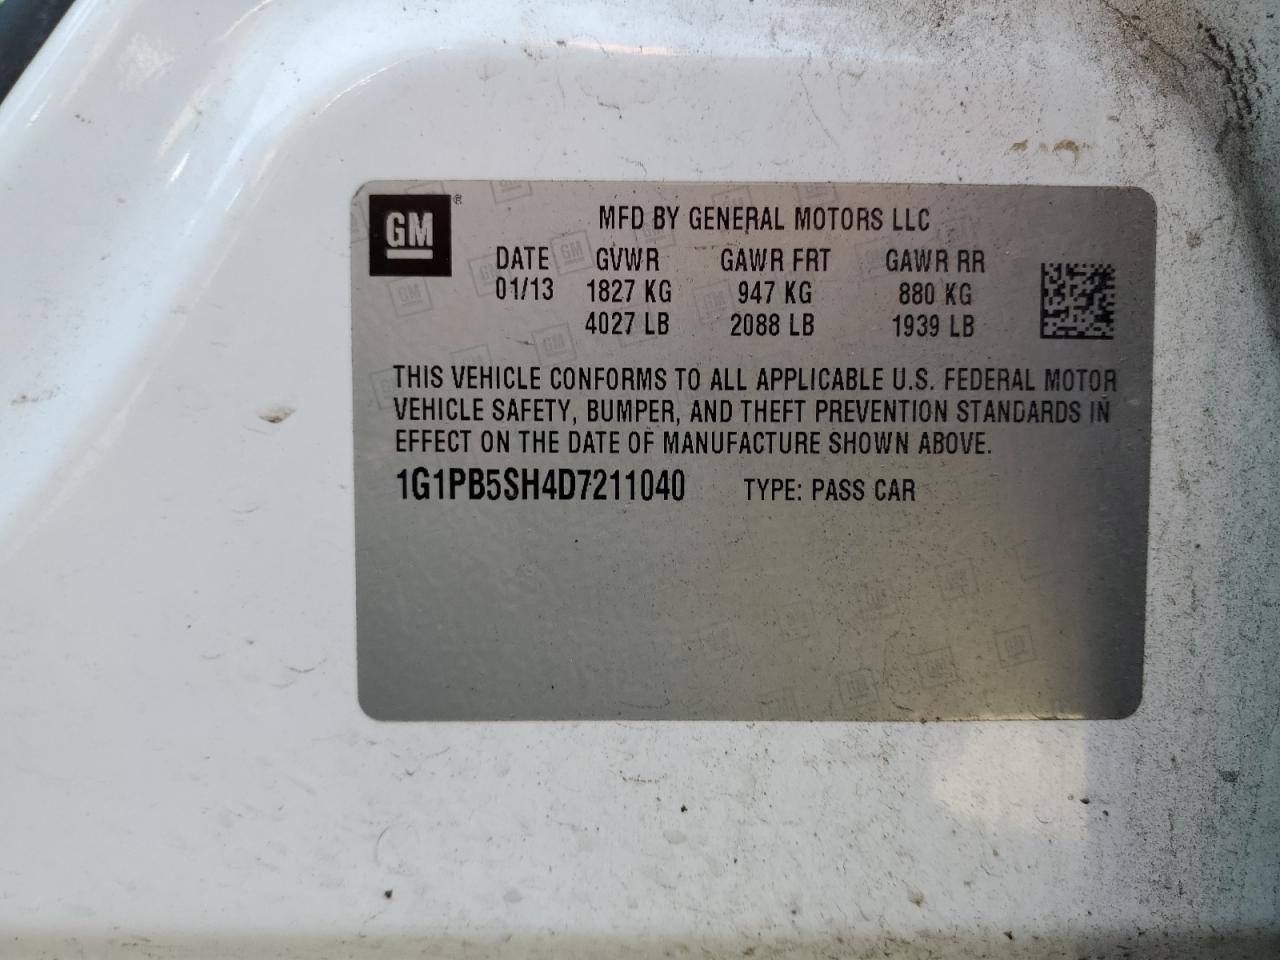 GM ®
MFD BY GENERAL MOTORS LLC
DATE GVWR GAWR FRT GAWR RR
01/13 1827 KG 947 KG 880 KG
4027 LB 2088 LB 1939 LB
THIS VEHICLE CONFORMS TO ALL APPLICABLE U.S. FEDERAL MOTOR
VEHICLE SAFETY, BUMPER, AND THEFT PREVENTION STANDARDS IN
EFFECT ON THE DATE OF MANUFACTURE SHOWN ABOVE.
1G1PB5SH4D7211040 TYPE: PASS CAR